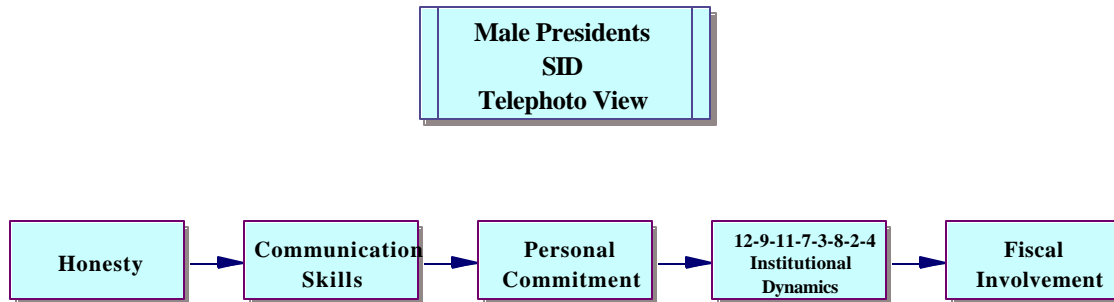 Male Presidents
SID
Telephoto View
Honesty
Communication
Skills
Personal
Commitment
12-9-11-7-3-8-2-4
Institutional
Dynamics
Fiscal
Involvement